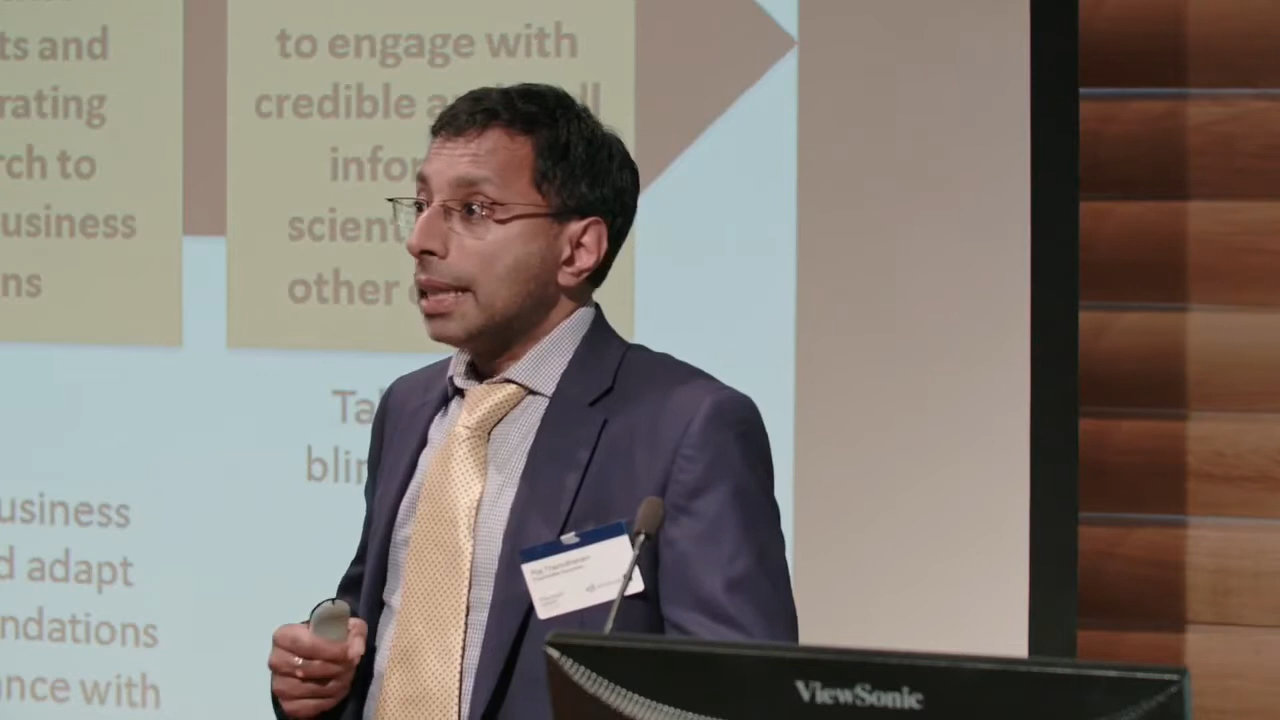 ts and
rating
rch to
usiness
ns
to engage with
credible
infor
scient
other
usiness
d adapt
ndations
ance with
Ta
blin
ViewSonic